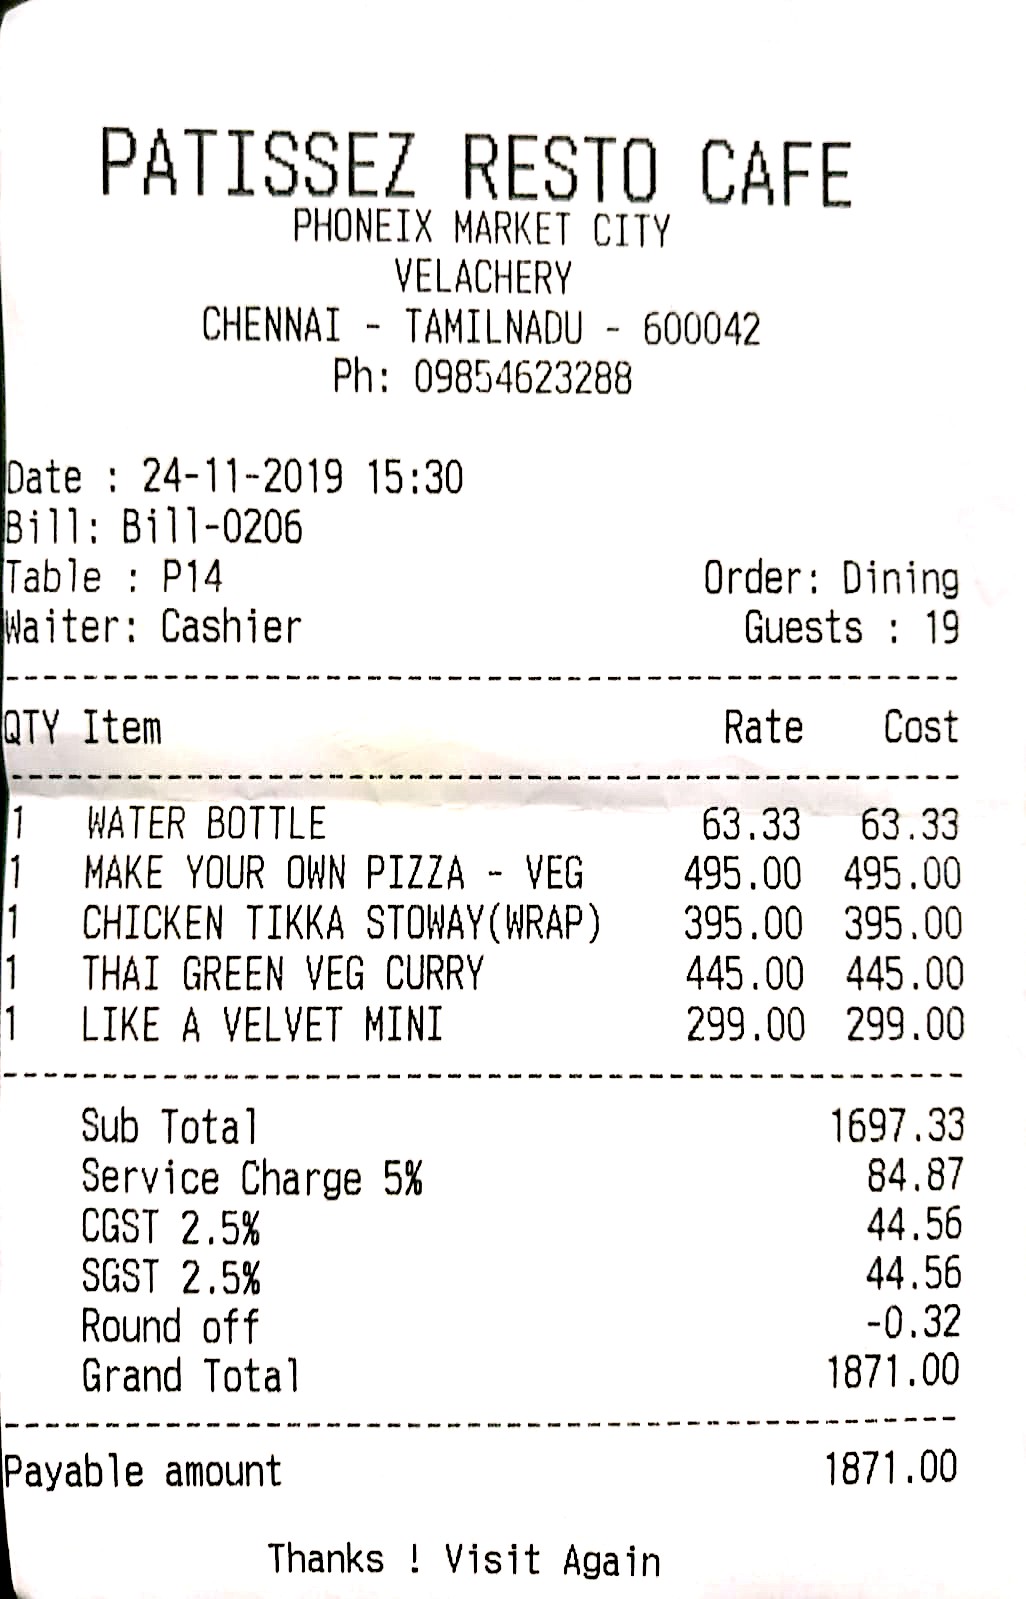 PATISSEZ RESTO CAFE
PHONEIX MARKET CITY
VELACHERY
CHENNAI - TAMILNADU - 600042
Ph: 09854623288
Date : 24-11-2019 15:30
Bill: Bill-0206
Table : P14 Order: Dining
Waiter: Cashier Guests : 19
QTY Item Rate Cost
1 WATER BOTTLE 63.33 63.33
1 MAKE YOUR OWN PIZZA - VEG 495.00 495.00
1 CHICKEN TIKKA STOWAY(WRAP) 395.00 395.00
1 THAI GREEN VEG CURRY 445.00 445.00
1 LIKE A VELVET MINI 299.00 299.00
Sub Total 1697.33
Service Charge 5% 84.87
CGST 2.5% 44.56
SGST 2.5% 44.56
Round off -0.32
Grand Total 1871.00
Payable amount 1871.00
Thanks ! Visit Again